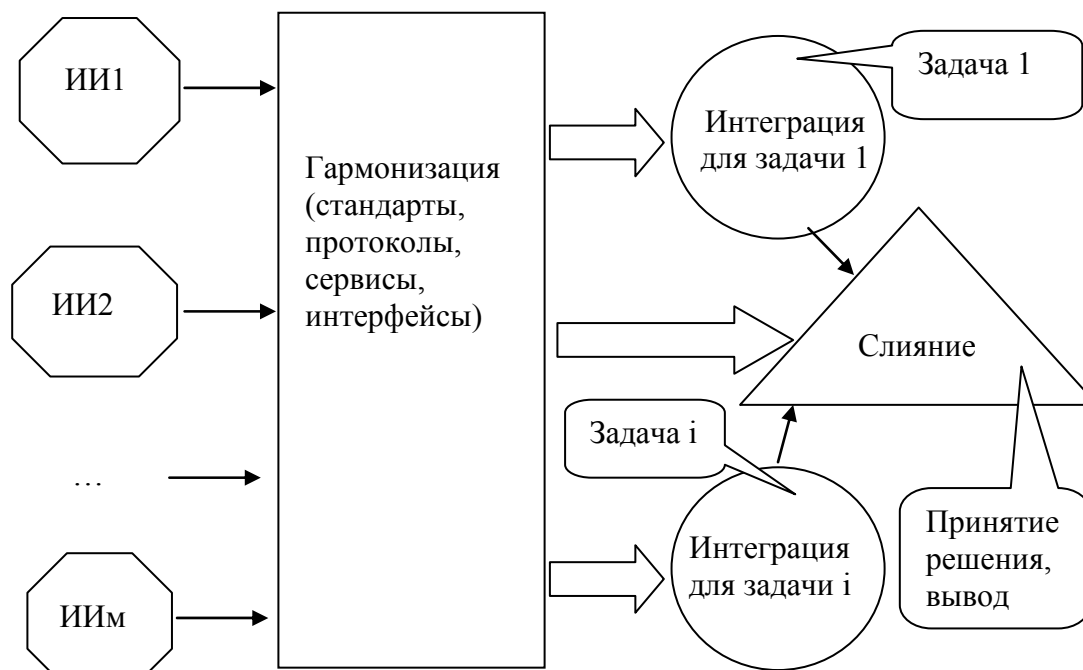 ИИ1
ИИ2
…
ИИм
Гармонизация
(стандарты,
протоколы,
сервисы,
интерфейсы)
Задача 1
Интеграция
для задачи 1
Слияние
Задача i
Интеграция
для задачи i
Принятие
решения,
вывод